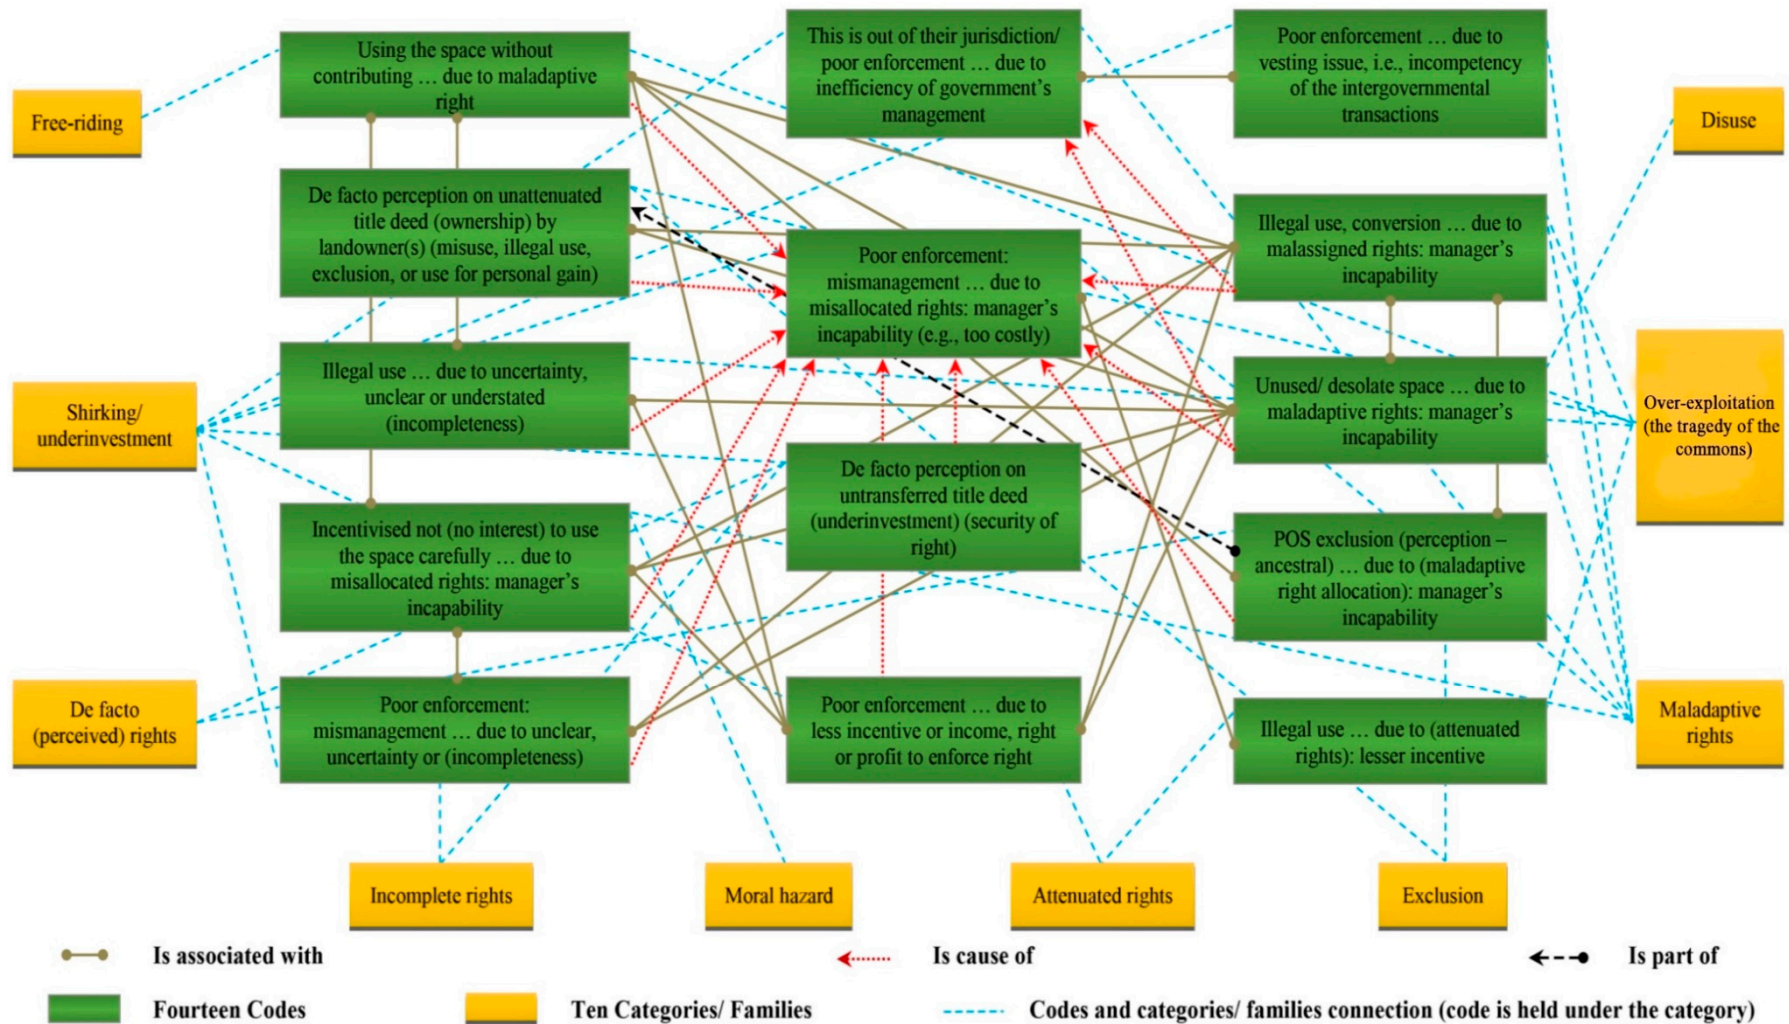 Using the space without
contributing … due to maladaptive
right
This is out of their jurisdiction/
poor enforcement … due to
inefficiency of government's
management
Poor enforcement … due to
vesting issue, i.e., incompetency
of the intergovernmental
transactions
Free-riding
Disuse
De facto perception on unattenuated
title deed (ownership) by
landowner(s) (misuse, illegal use,
exclusion, or use for personal gain)
Poor enforcement:
mismanagement … due to
misallocated rights: manager's
incapability (e.g., too costly)
Illegal use, conversion … due to
malassigned rights: manager's
incapability
Shirking/
underinvestment
Illegal use … due to uncertainty,
unclear or understated
(incompleteness)
Unused/ desolate space … due to
maladaptive rights: manager's
incapability
Over-exploitation
(the tragedy of the
commons)
Incentivised not (no interest) to use
the space carefully … due to
misallocated rights: manager's
incapability
De facto perception on
untransferred title deed
(underinvestment) (security of
right)
POS exclusion (perception –
ancestral) … due to (maladaptive
right allocation): manager's
incapability
De facto
(perceived) rights
Poor enforcement:
mismanagement … due to unclear,
uncertainty or (incompleteness)
Poor enforcement … due to
less incentive or income, right
or profit to enforce right
Illegal use … due to (attenuated
rights): lesser incentive
Maladaptive
rights
Incomplete rights
Moral hazard
Attenuated rights
Exclusion
Is associated with
Is cause of
Is part of
Fourteen Codes
Ten Categories/ Families
Codes and categories/ families connection (code is held under the category)